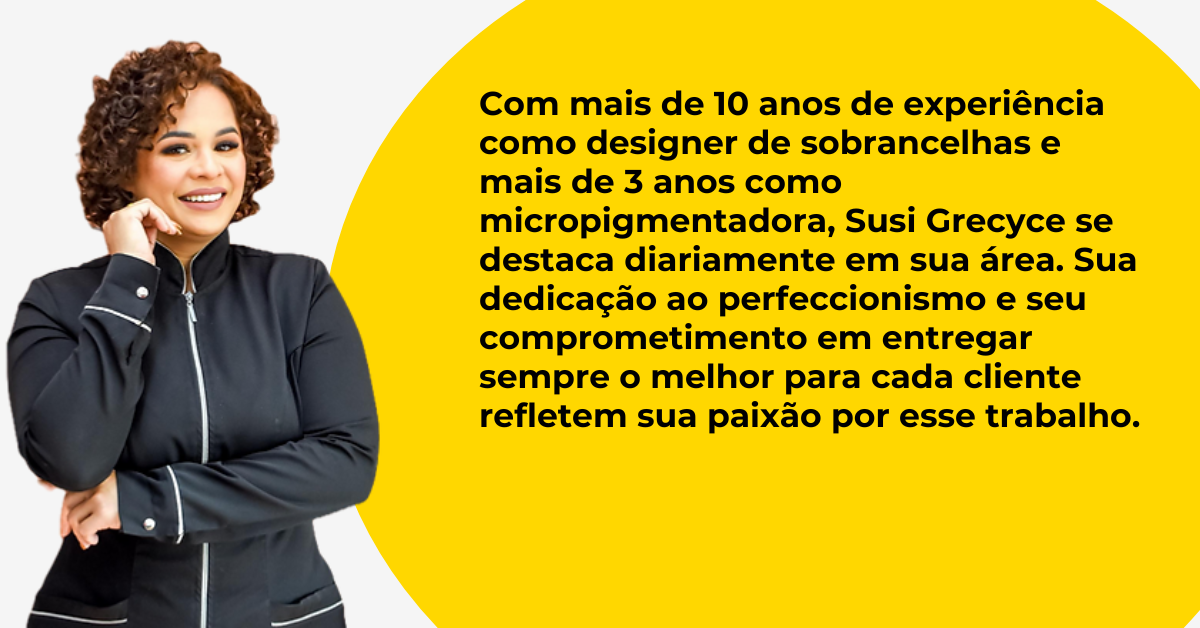 Com mais de 10 anos de experiência
como designer de sobrancelhas e
mais de 3 anos como
micropigmentadora, Susi Grecyce se
destaca diariamente em sua área. Sua
dedicação ao perfeccionismo e seu
comprometimento em entregar
sempre o melhor para cada cliente
refletem sua paixão por esse trabalho.